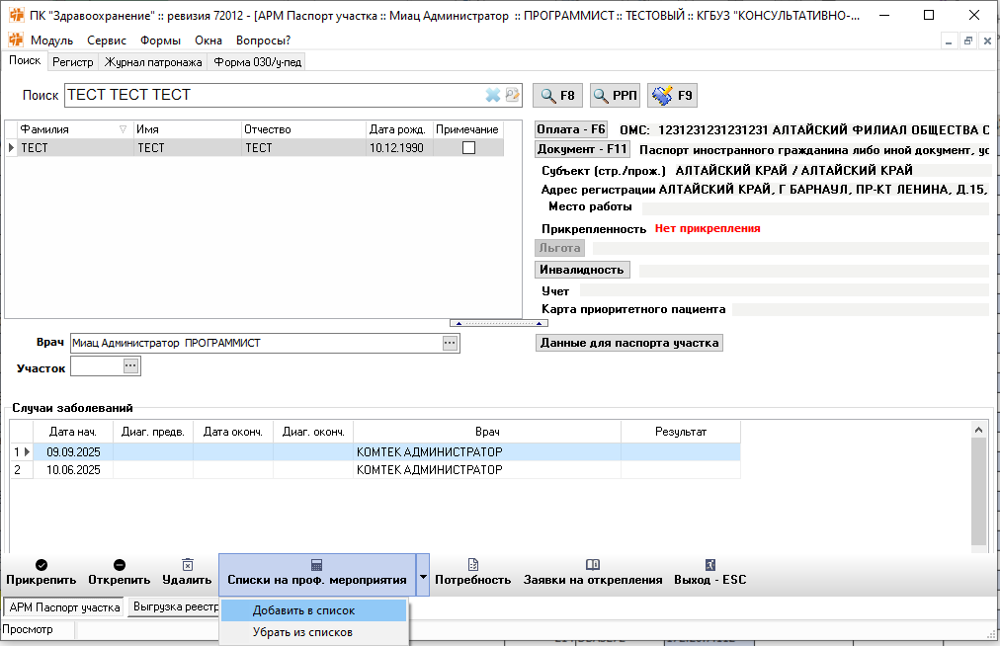 ПК "Здравоохранение" :: ревизия 72012 - [АРМ Паспорт участка :: Миац Администратор :: ПРОГРАММИСТ :: ТЕСТОВЫЙ :: КГБУЗ "КОНСУЛЬТАТИВНО-...
Модуль Сервис Формы Окна Вопросы?
Поиск Регистр Журнал патронажа Форма 030/у-пед
Поиск ТЕСТ ТЕСТ ТЕСТ F8 РРП F9
Фамилия Имя Отчество Дата рожд. Примечание
ТЕСТ ТЕСТ ТЕСТ 10.12.1990
Оплата - F6 ОМС: 1231231231231231 АЛТАЙСКИЙ ФИЛИАЛ ОБЩЕСТВА С
Документ - F11 Паспорт иностранного гражданина либо иной документ, ус
Субъект (стр./прож.) АЛТАЙСКИЙ КРАЙ / АЛТАЙСКИЙ КРАЙ
Адрес регистрации АЛТАЙСКИЙ КРАЙ, Г БАРНАУЛ, ПР-КТ ЛЕНИНА, Д.15,
Место работы
Прикрепленность Нет прикрепления
Льгота
Инвалидность
Учет
Карта приоритетного пациента
Врач Миац Администратор ПРОГРАММИСТ ...
Данные для паспорта участка
Участок ...
Случаи заболеваний
Дата нач. Диаг. предв. Дата оконч. Диаг. оконч. Врач Результат
1 09.09.2025 КОМТЕК АДМИНИСТРАТОР
2 10.06.2025 КОМТЕК АДМИНИСТРАТОР
Прикрепить Открепить Удалить Списки на проф. мероприятия Потребность Заявки на открепления Выход - ESC
АРМ Паспорт участка Выгрузка реестр
Добавить в список
Убрать из списков
Просмотр